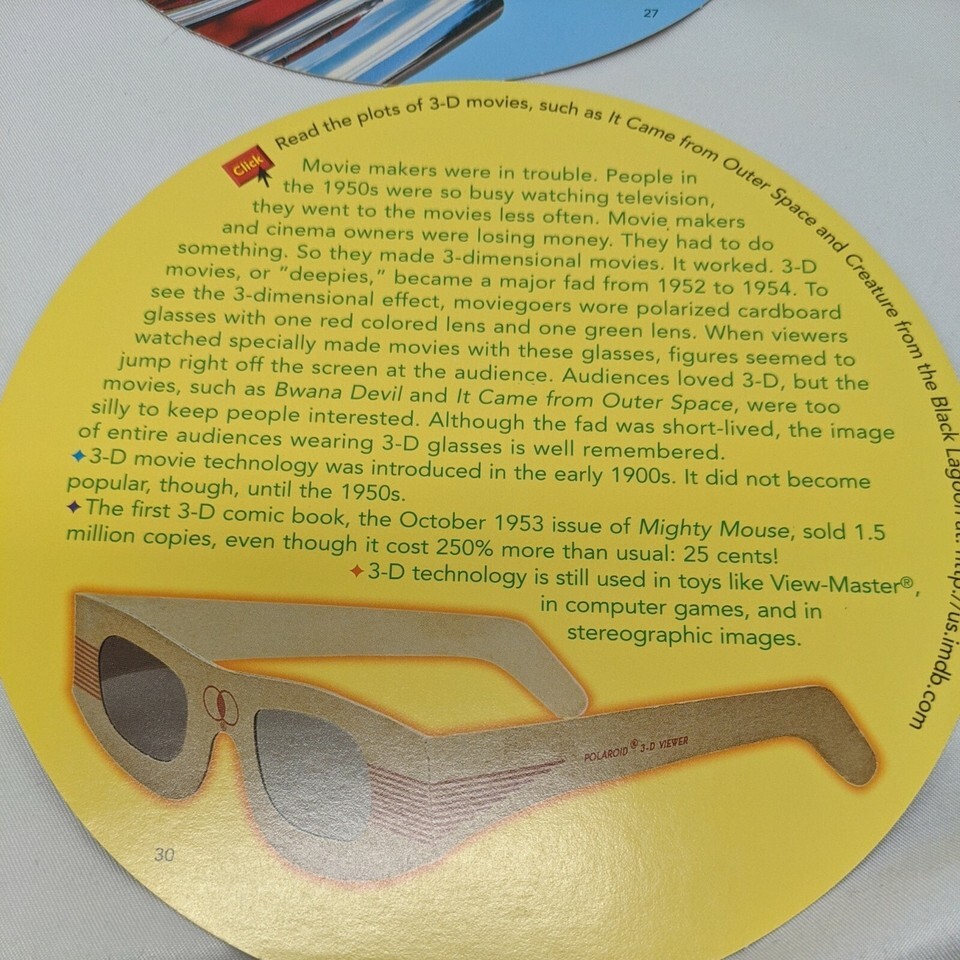 27
Click
Read the plots of 3-D movies, such as It Came from Outer Space and Creature from the Black Lagoon at: http://us.imdb.com
Movie makers were in trouble. People in
the 1950s were so busy watching television,
they went to the movies less often. Movie makers
and cinema owners were losing money. They had to do
something. So they made 3-dimensional movies. It worked. 3-D
movies, or "deepies," became a major fad from 1952 to 1954. To
see the 3-dimensional effect, moviegoers wore polarized cardboard
glasses with one red colored lens and one green lens. When viewers
watched specially made movies with these glasses, figures seemed to
jump right off the screen at the audience. Audiences loved 3-D, but the
movies, such as Bwana Devil and It Came from Outer Space, were too
silly to keep people interested. Although the fad was short-lived, the image
of entire audiences wearing 3-D glasses is well remembered.
✦3-D movie technology was introduced in the early 1900s. It did not become
popular, though, until the 1950s.
✦The first 3-D comic book, the October 1953 issue of Mighty Mouse, sold 1.5
million copies, even though it cost 250% more than usual: 25 cents!
✦3-D technology is still used in toys like View-Master®,
in computer games, and in
stereographic images.
POLAROID® 3-D VIEWER
30